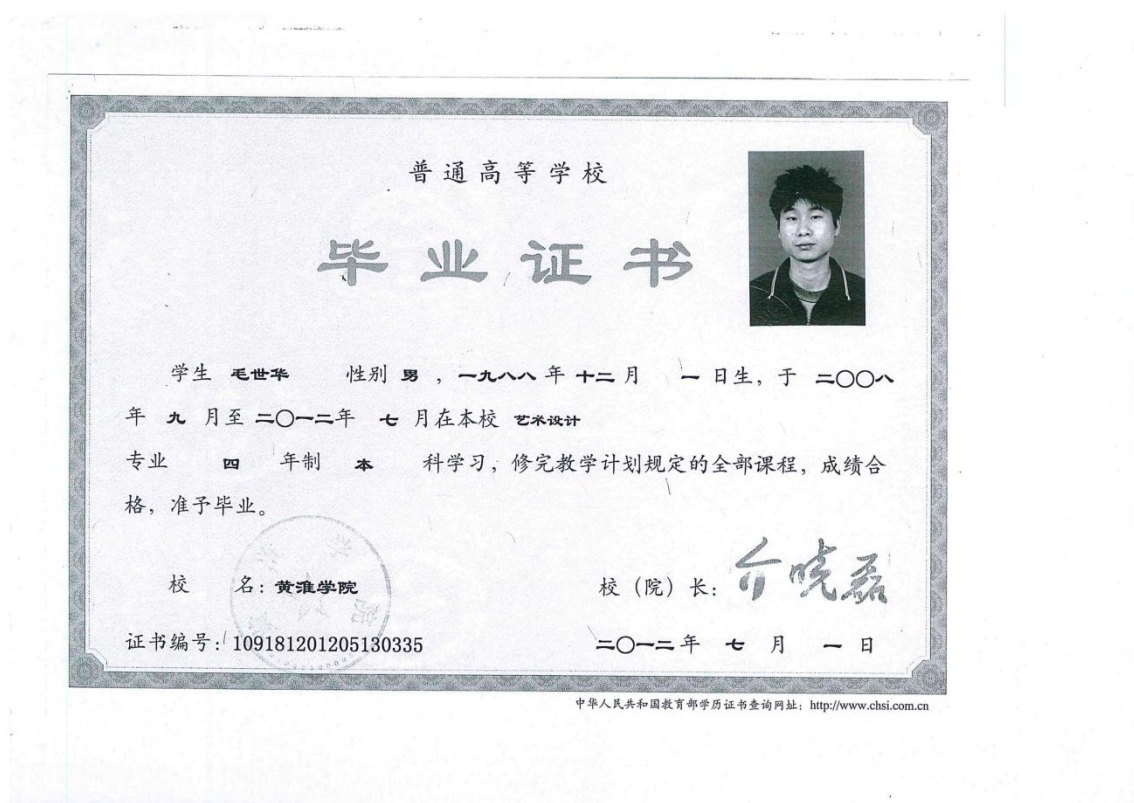 普通高等学校
毕业证书
学生 毛世华 性别 男 ，一九八八 年 十二 月 一 日生，于 二〇〇八
年 九 月至 二〇一二年 七 月在本校 艺术设计
专业 四 年制 本 科学习，修完教学计划规定的全部课程，成绩合
格，准予毕业。
校 名：黄淮学院
校（院）长：介晓磊
证书编号：109181201205130335
二〇一二年 七 月 一 日
中华人民共和国教育部学历证书查询网址：http://www.chsi.com.cn